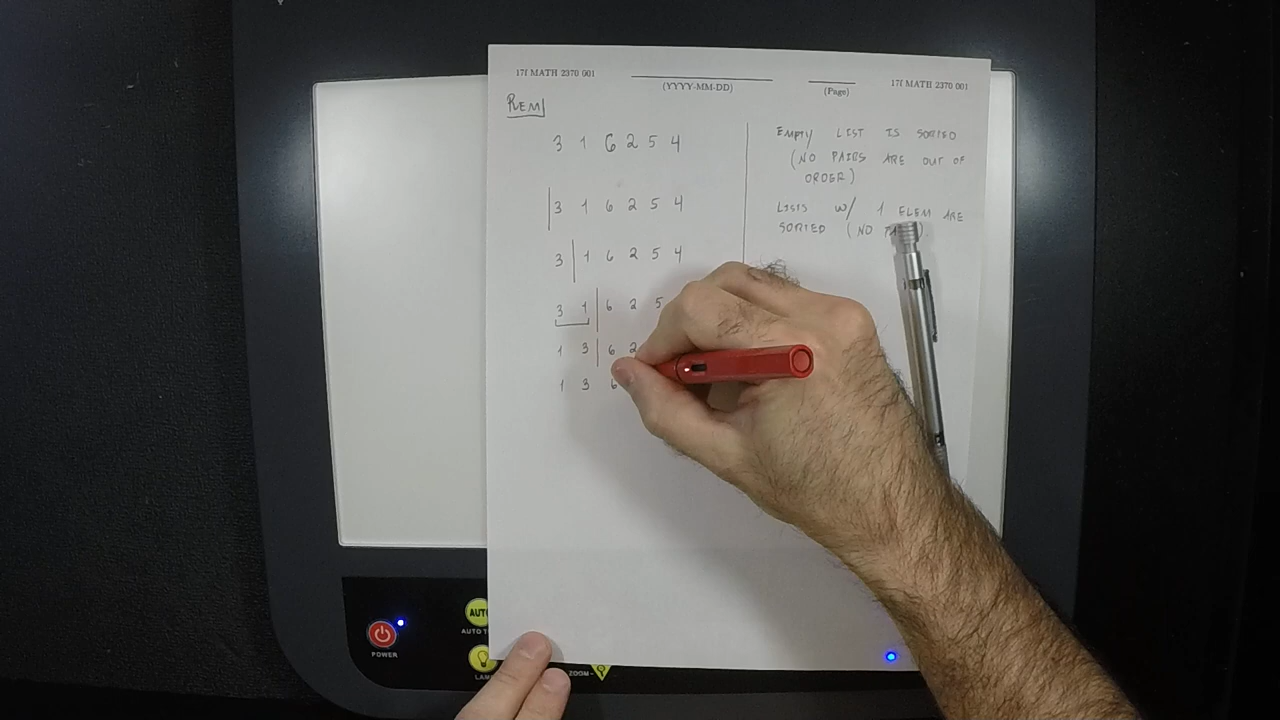 17f MATH 2370 001
(YYYY-MM-DD)
(Page)
17f MATH 2370 001
REM
3 1 6 2 5 4
|3 1 6 2 5 4
3|1 6 2 5 4
3 1|6 2 5
1 3|6 2
1 3 6
EMPTY LIST IS SORTED
(NO PAIRS ARE OUT OF
ORDER)
LISTS W/ 1 ELEM ARE
SORTED (NO
POWER
AUTO
ZOOM-